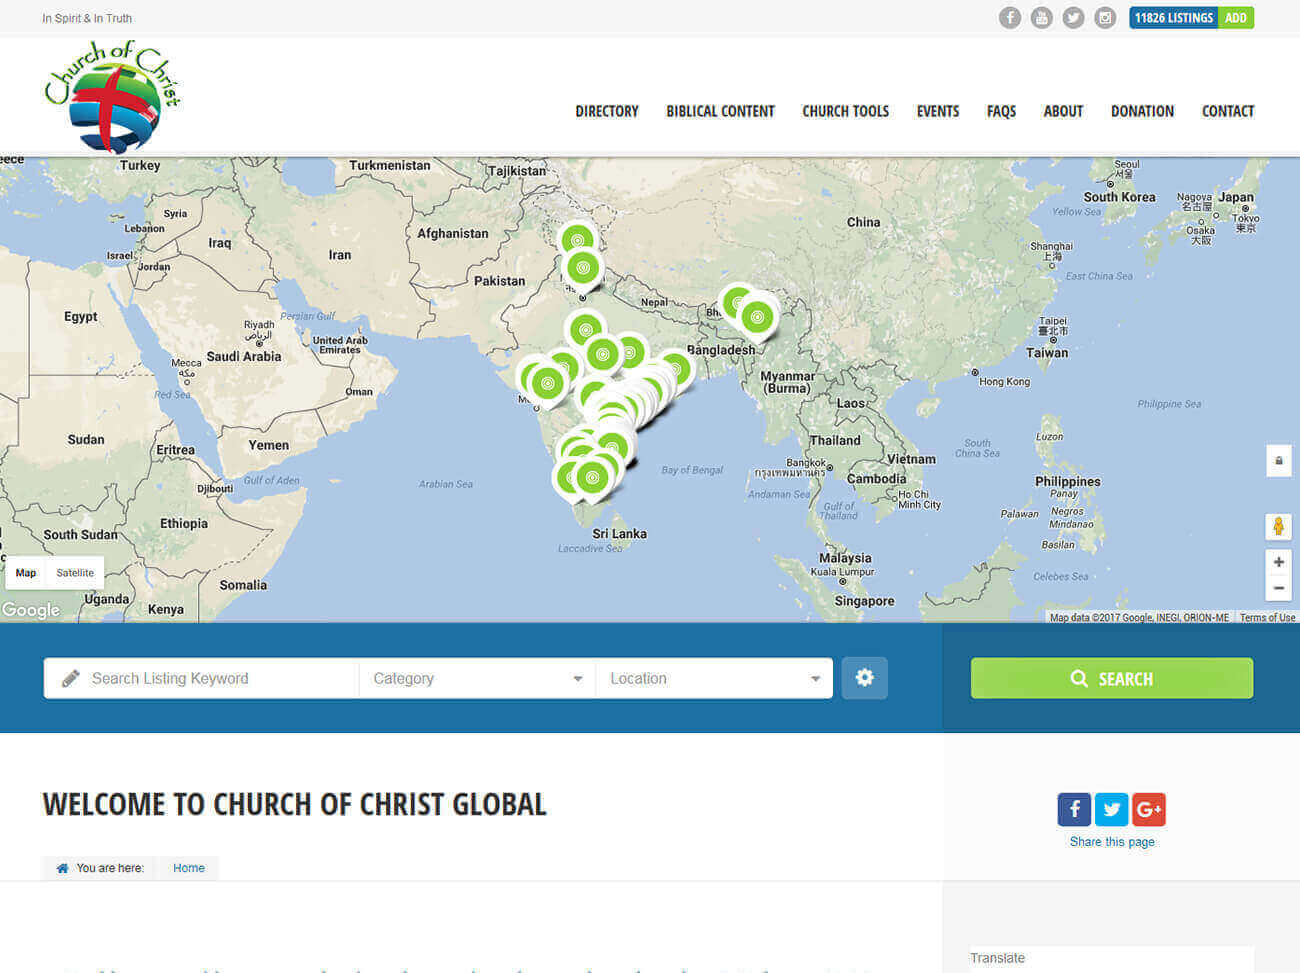 In Spirit & In Truth
11826 LISTINGS ADD
Church of Christ
DIRECTORY BIBLICAL CONTENT CHURCH TOOLS EVENTS FAQS ABOUT DONATION CONTACT
Turkey
Turkmenistan
Tajikistan
Seoul
서울
South Korea
Nagoya
名古屋
Japan
Tokyo
東京
Osaka
大阪
Yellow Sea
Syria
Lebanon
Israel
Jordan
Iraq
Iran
Afghanistan
China
Shanghai
上海
East China Sea
Pakistan
Nepal
Egypt
Persian Gulf
Riyadh
الرياض
Saudi Arabia
United Arab
Emirates
Mecca
مكة
Red Sea
Oman
Bangladesh
Myanmar
(Burma)
Taipei
臺北市
Taiwan
Hong Kong
Laos
Philippine Sea
Sudan
Eritrea
Yemen
Djibouti
Gulf of Aden
Arabian Sea
Bay of Bengal
Thailand
Bangkok
กรุงเทพมหานคร
Vietnam
Cambodia
Ho Chi
Minh City
Andaman Sea
Gulf of
Thailand
South
China Sea
Luzon
Philippines
Panay
Palawan
Negros
Mindanao
Basilan
Ethiopia
South Sudan
Sri Lanka
Laccadive Sea
Malaysia
Kuala Lumpur
Singapore
Celebes Sea
Map Satellite
Somalia
Uganda
Kenya
Google
Map data ©2017 Google, INEGI, ORION-ME Terms of Use
Search Listing Keyword Category Location SEARCH
WELCOME TO CHURCH OF CHRIST GLOBAL
Share this page
You are here: Home
Translate